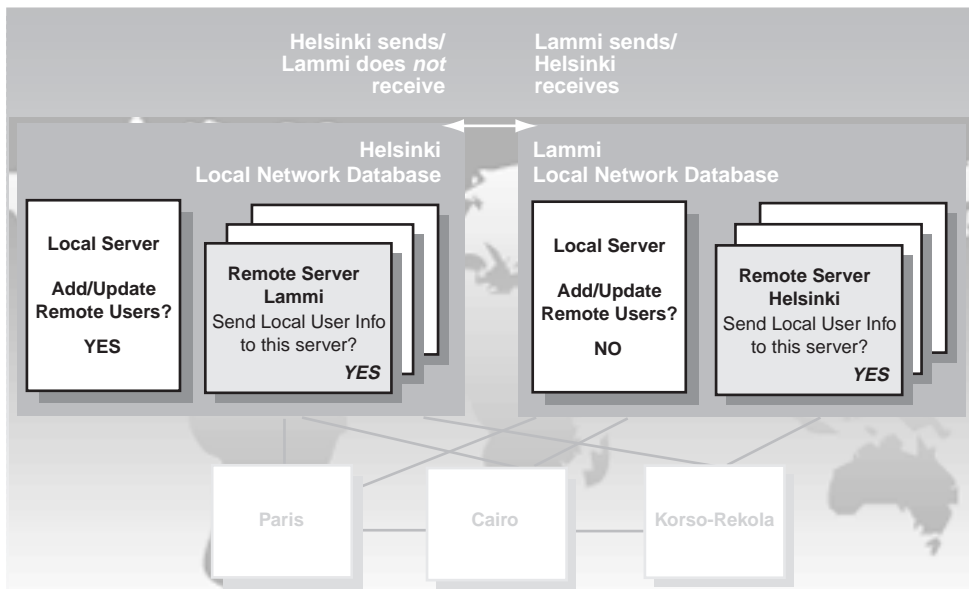 Helsinki sends/
Lammi does not
receive
Lammi sends/
Helsinki
receives
Helsinki
Local Network Database
Lammi
Local Network Database
Local Server
Add/Update
Remote Users?
YES
Remote Server
Lammi
Send Local User Info
to this server?
YES
Local Server
Add/Update
Remote Users?
NO
Remote Server
Helsinki
Send Local User Info
to this server?
YES
Paris
Cairo
Korso-Rekola